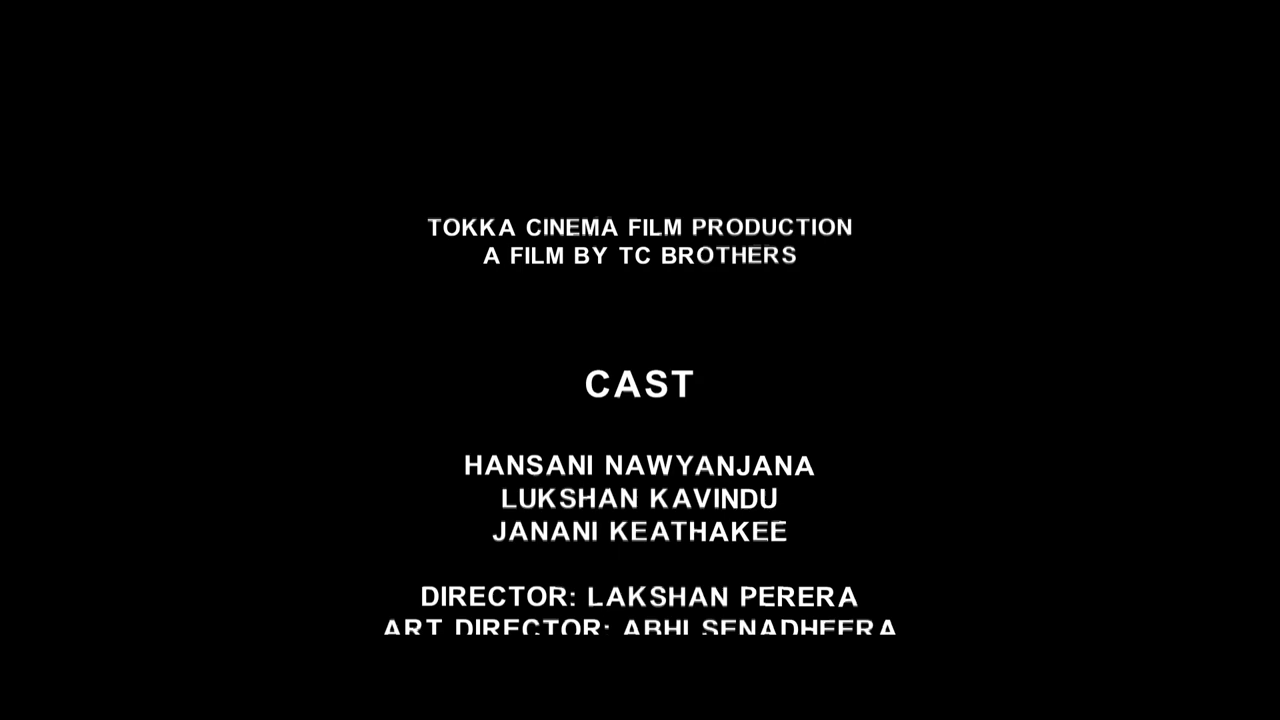 TOKKA CINEMA FILM PRODUCTION
A FILM BY TC BROTHERS
CAST
HANSANI NAWYANJANA
LUKSHAN KAVINDU
JANANI KEATHAKEE
DIRECTOR: LAKSHAN PERERA
ART DIRECTOR: ABHI SENADHEERA